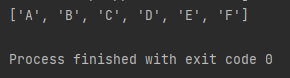 ['A', 'B', 'C', 'D', 'E', 'F']
Process finished with exit code 0